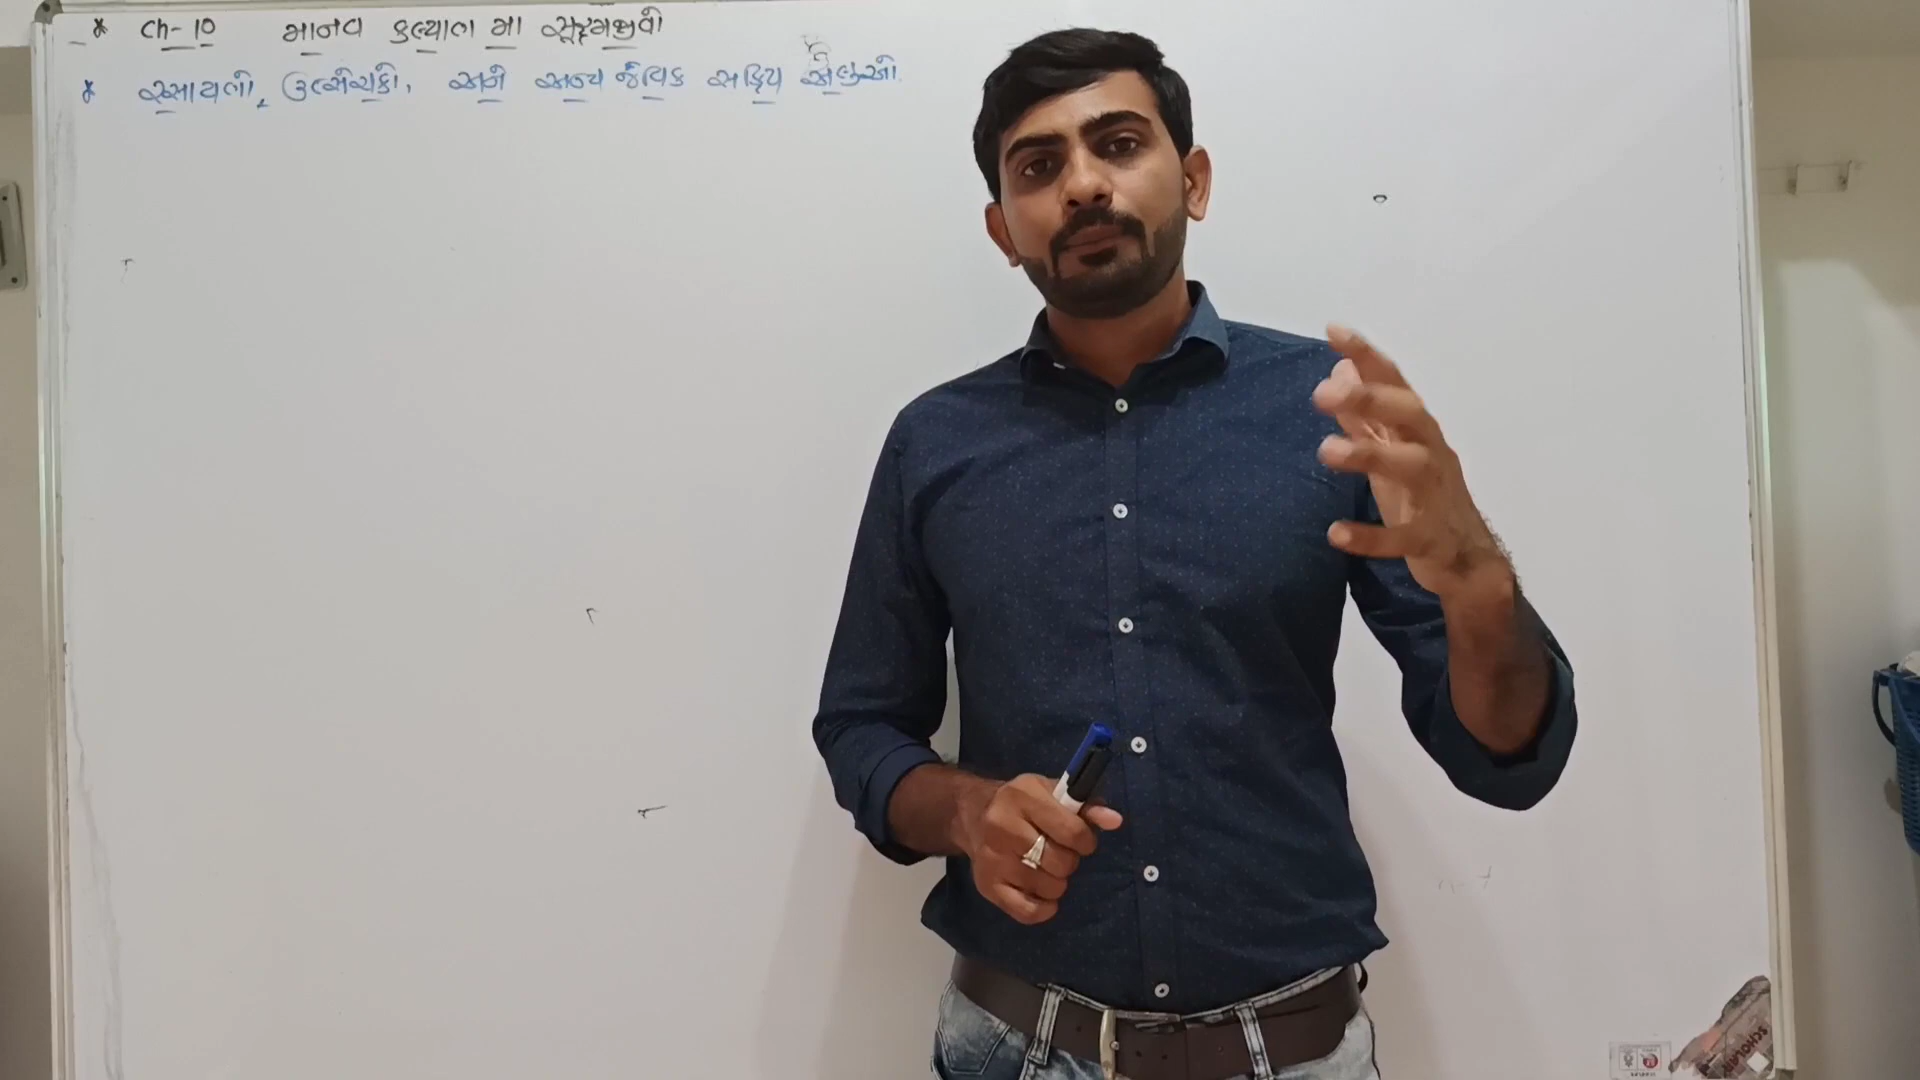 * Ch-10 માનવ કલ્યાણ મા સૂક્ષ્મજીવો
* રસાયણો, ઉત્સેચકો, અને અન્ય જૈવિક સક્રિય અણુઓ